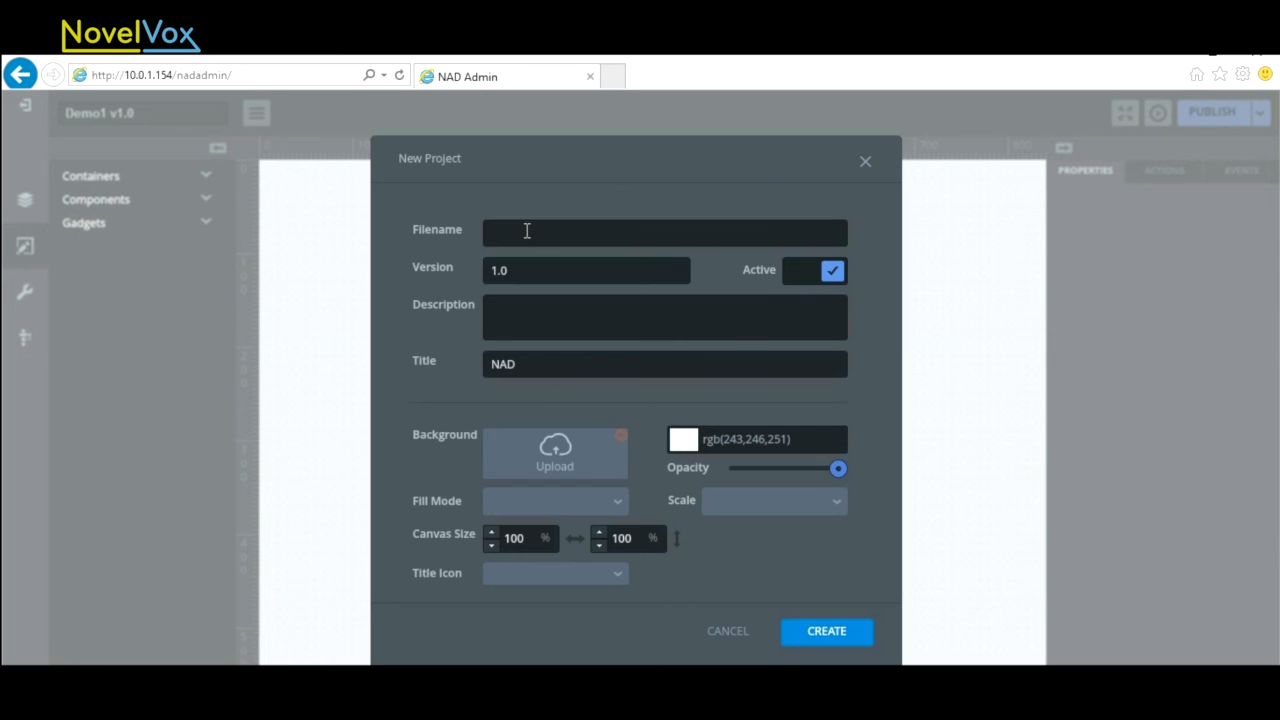 NovelVox
http://10.0.1.154/nadadmin/
NAD Admin
Demo1 v1.0
PUBLISH
New Project
Containers
Components
Gadgets
PROPERTIES
ACTIONS
EVENTS
Filename
Version
1.0
Active
Description
Title
NAD
Background
Upload
rgb(243,246,251)
Opacity
Fill Mode
Scale
Canvas Size
100 %
100 %
Title Icon
CANCEL
CREATE